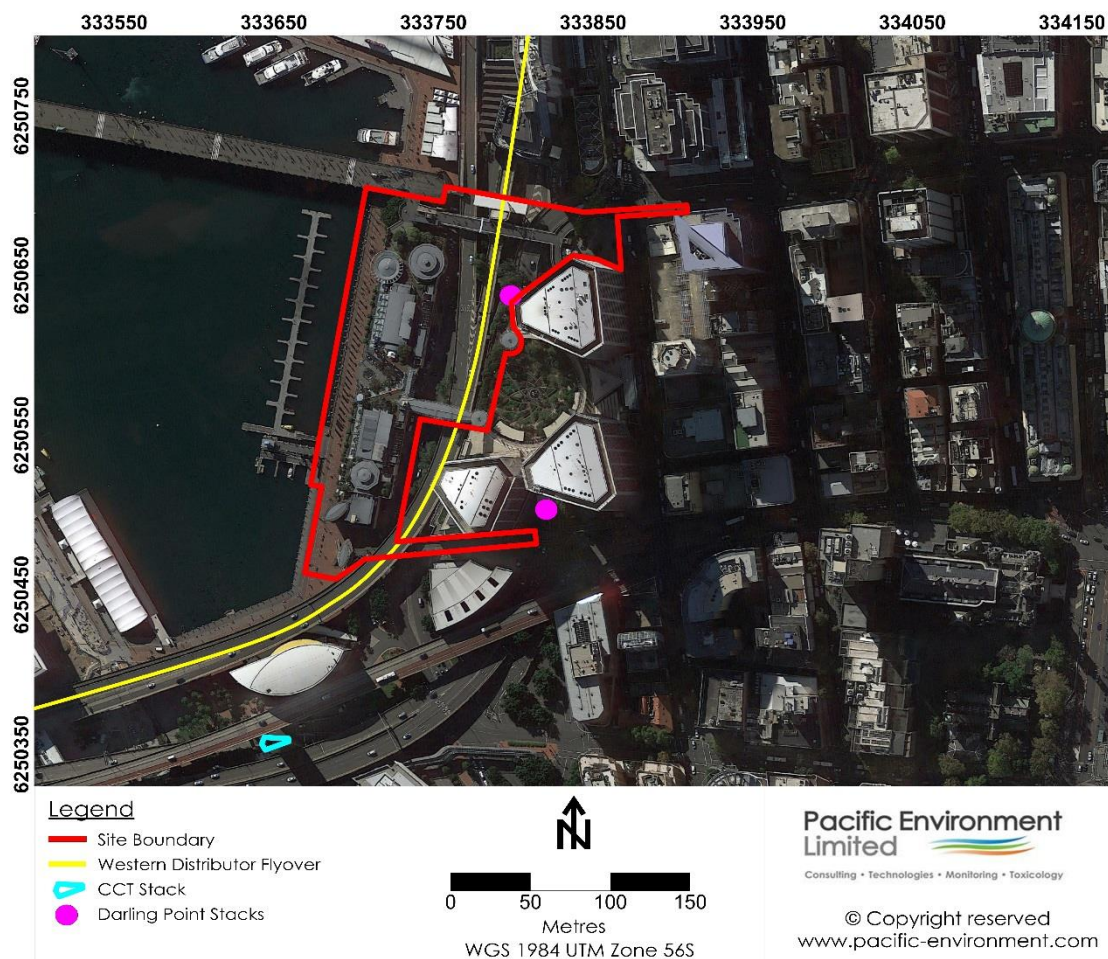 333550 333650 333750 333850 333950 334050 334150
6250750
6250650
6250550
6250450
6250350
Legend
Site Boundary
Western Distributor Flyover
CCT Stack
Darling Point Stacks
N
0 50 100 150
Metres
WGS 1984 UTM Zone 56S
Pacific Environment
Limited
Consulting • Technologies • Monitoring • Toxicology
© Copyright reserved
www.pacific-environment.com